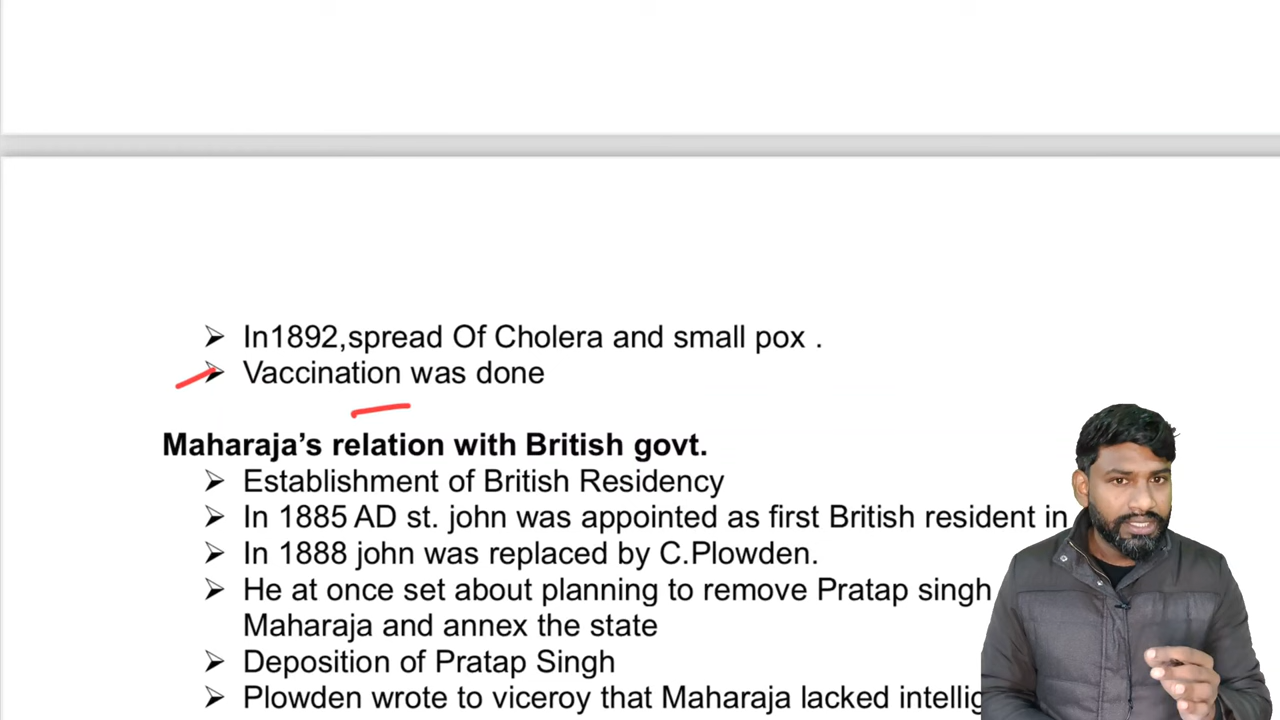 ➢ In1892,spread Of Cholera and small pox .
➢ Vaccination was done
Maharaja’s relation with British govt.
➢ Establishment of British Residency
➢ In 1885 AD st. john was appointed as first British resident in
➢ In 1888 john was replaced by C.Plowden.
➢ He at once set about planning to remove Pratap singh
Maharaja and annex the state
➢ Deposition of Pratap Singh
➢ Plowden wrote to viceroy that Maharaja lacked